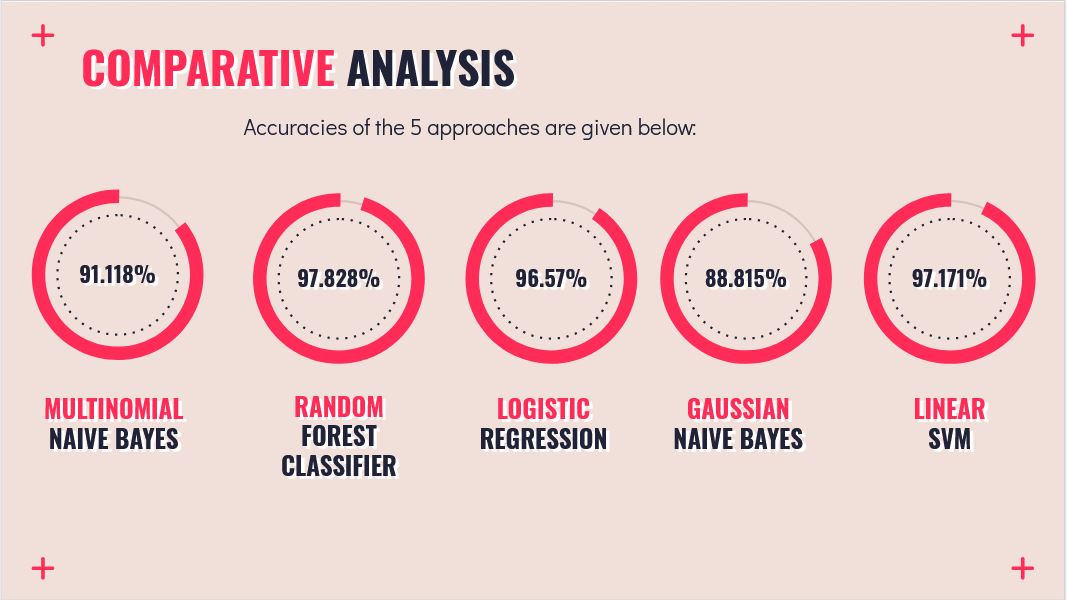 COMPARATIVE ANALYSIS
Accuracies of the 5 approaches are given below:
91.118%
97.828%
96.57%
88.815%
97.171%
MULTINOMIAL
NAIVE BAYES
RANDOM
FOREST
CLASSIFIER
LOGISTIC
REGRESSION
GAUSSIAN
NAIVE BAYES
LINEAR
SVM